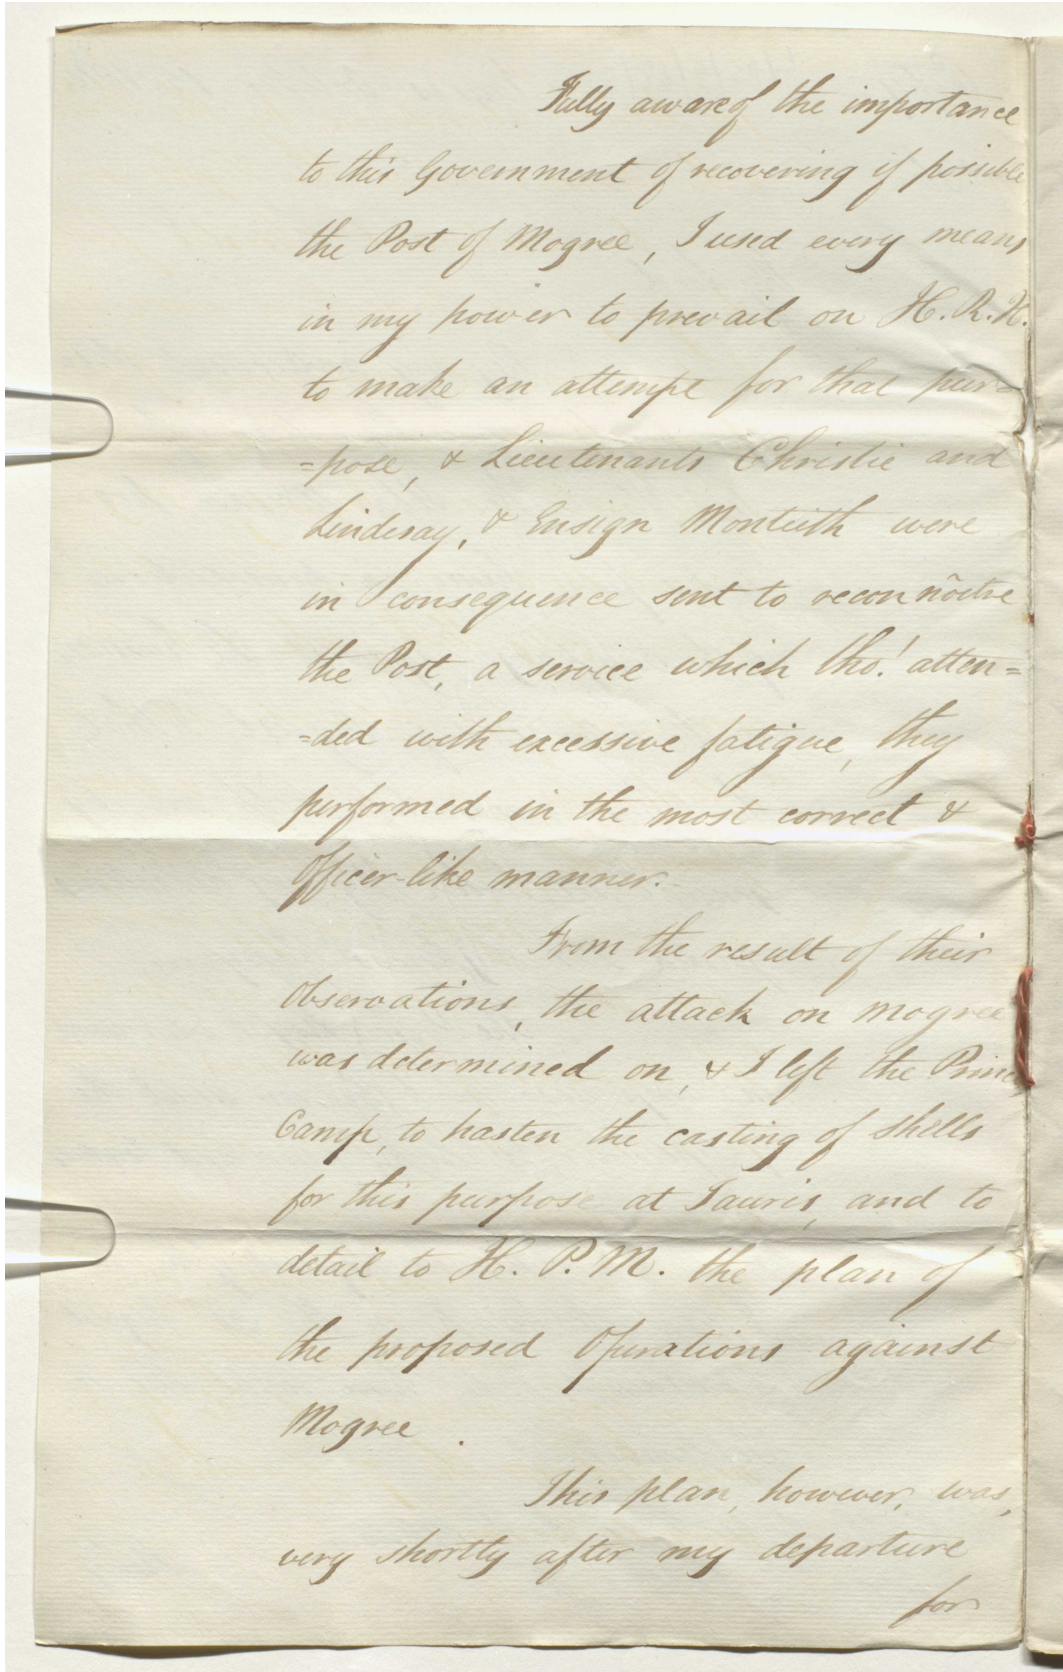 Fully aware of the importance
to this Government of recovering if possible
the Post of Mogree, I used every means
in my power to prevail on H. R. H.
to make an attempt for that pur=
=pose, & Lieutenants Christie and
Lindesay, & Ensign Monteith were
in consequence sent to reconnôitre
the Post, a service which tho' atten=
=ded with excessive fatigue, they
performed in the most correct &
Officer-like manner.
From the result of their
Observations, the attack on Mogree
was determined on, & I left the Princ
Camp, to hasten the casting of Shells
for this purpose at Tauris, and to
detail to H. P. M. the plan of
the proposed Operations against
Mogree.
This plan, however, was,
very shortly after my departure
for